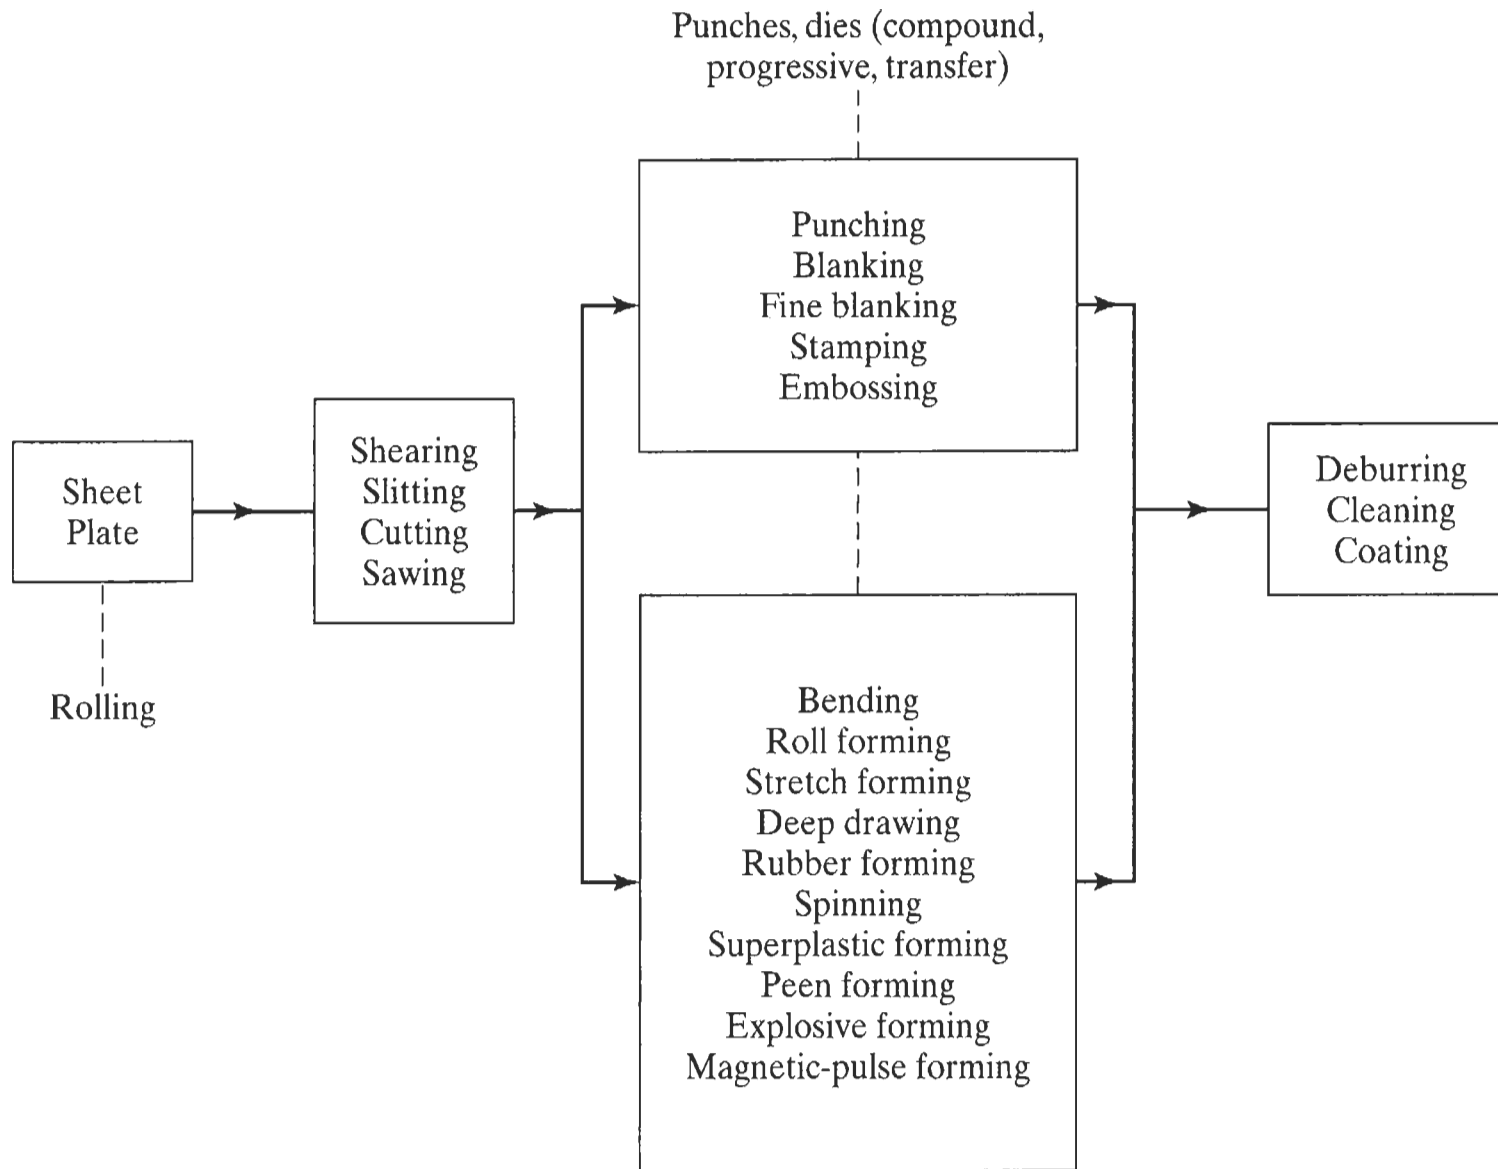 Punches, dies (compound,
progressive, transfer)
Punching
Blanking
Fine blanking
Stamping
Embossing
Sheet
Plate
Rolling
Shearing
Slitting
Cutting
Sawing
Bending
Roll forming
Stretch forming
Deep drawing
Rubber forming
Spinning
Superplastic forming
Peen forming
Explosive forming
Magnetic-pulse forming
Deburring
Cleaning
Coating